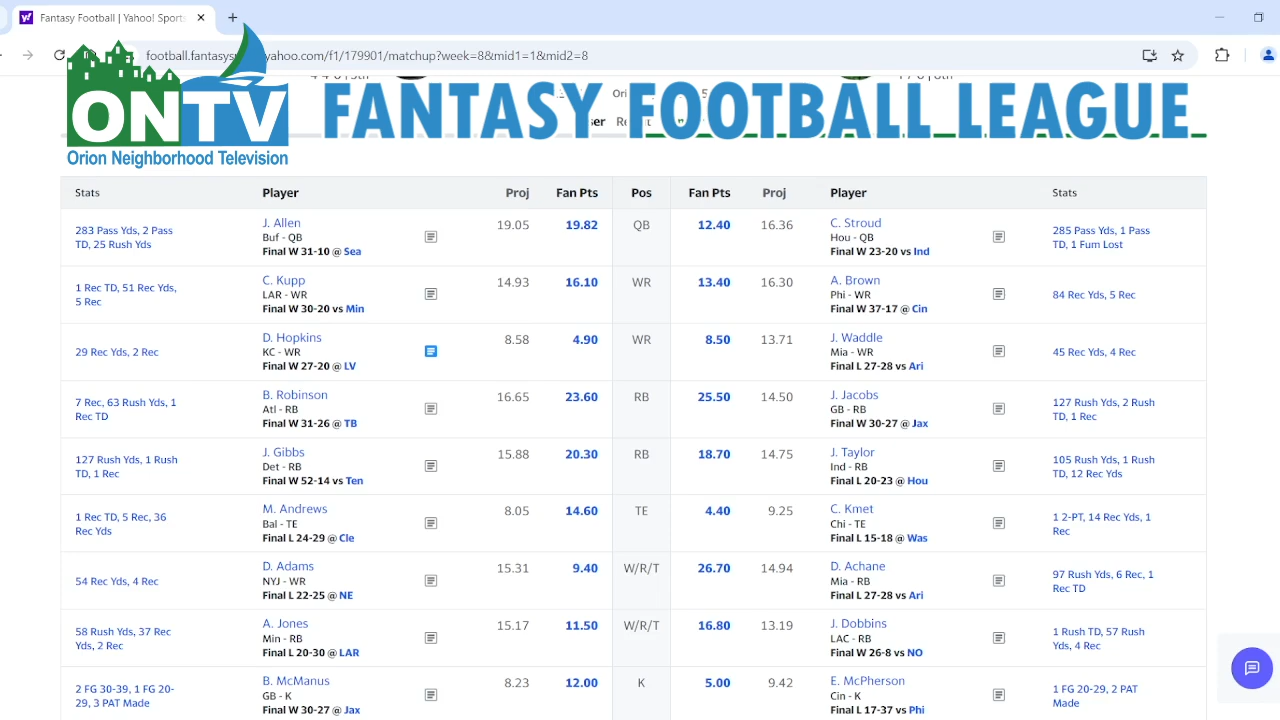 Fantasy Football | Yahoo! Sports
football.fantasysp yahoo.com/f1/179901/matchup?week=8&mid1=1&mid2=8
ONTV
Orion Neighborhood Television
FANTASY FOOTBALL LEAGUE
Stats Player Proj Fan Pts Pos Fan Pts Proj Player Stats
283 Pass Yds, 2 Pass TD, 25 Rush Yds
J. Allen 19.05 19.82 QB 12.40 16.36 C. Stroud
Buf - QB Hou - QB
Final W 31-10 @ Sea Final W 23-20 vs Ind
285 Pass Yds, 1 Pass TD, 1 Fum Lost
1 Rec TD, 51 Rec Yds, 5 Rec
C. Kupp 14.93 16.10 WR 13.40 16.30 A. Brown
LAR - WR Phi - WR
Final W 30-20 vs Min Final W 37-17 @ Cin
84 Rec Yds, 5 Rec
29 Rec Yds, 2 Rec
D. Hopkins 8.58 4.90 WR 8.50 13.71 J. Waddle
KC - WR Mia - WR
Final W 27-20 @ LV Final L 27-28 vs Ari
45 Rec Yds, 4 Rec
7 Rec, 63 Rush Yds, 1 Rec TD
B. Robinson 16.65 23.60 RB 25.50 14.50 J. Jacobs
Atl - RB GB - RB
Final W 31-26 @ TB Final W 30-27 @ Jax
127 Rush Yds, 2 Rush TD, 1 Rec
127 Rush Yds, 1 Rush TD, 1 Rec
J. Gibbs 15.88 20.30 RB 18.70 14.75 J. Taylor
Det - RB Ind - RB
Final W 52-14 vs Ten Final L 20-23 @ Hou
105 Rush Yds, 1 Rush TD, 12 Rec Yds
1 Rec TD, 5 Rec, 36 Rec Yds
M. Andrews 8.05 14.60 TE 4.40 9.25 C. Kmet
Bal - TE Chi - TE
Final L 24-29 @ Cle Final L 15-18 @ Was
1 2-PT, 14 Rec Yds, 1 Rec
54 Rec Yds, 4 Rec
D. Adams 15.31 9.40 W/R/T 26.70 14.94 D. Achane
NYJ - WR Mia - RB
Final L 22-25 @ NE Final L 27-28 vs Ari
97 Rush Yds, 6 Rec, 1 Rec TD
58 Rush Yds, 37 Rec Yds, 2 Rec
A. Jones 15.17 11.50 W/R/T 16.80 13.19 J. Dobbins
Min - RB LAC - RB
Final L 20-30 @ LAR Final W 26-8 vs NO
1 Rush TD, 57 Rush Yds, 4 Rec
2 FG 30-39, 1 FG 20-29, 3 PAT Made
B. McManus 8.23 12.00 K 5.00 9.42 E. McPherson
GB - K Cin - K
Final W 30-27 @ Jax Final L 17-37 vs Phi
1 FG 20-29, 2 PAT Made